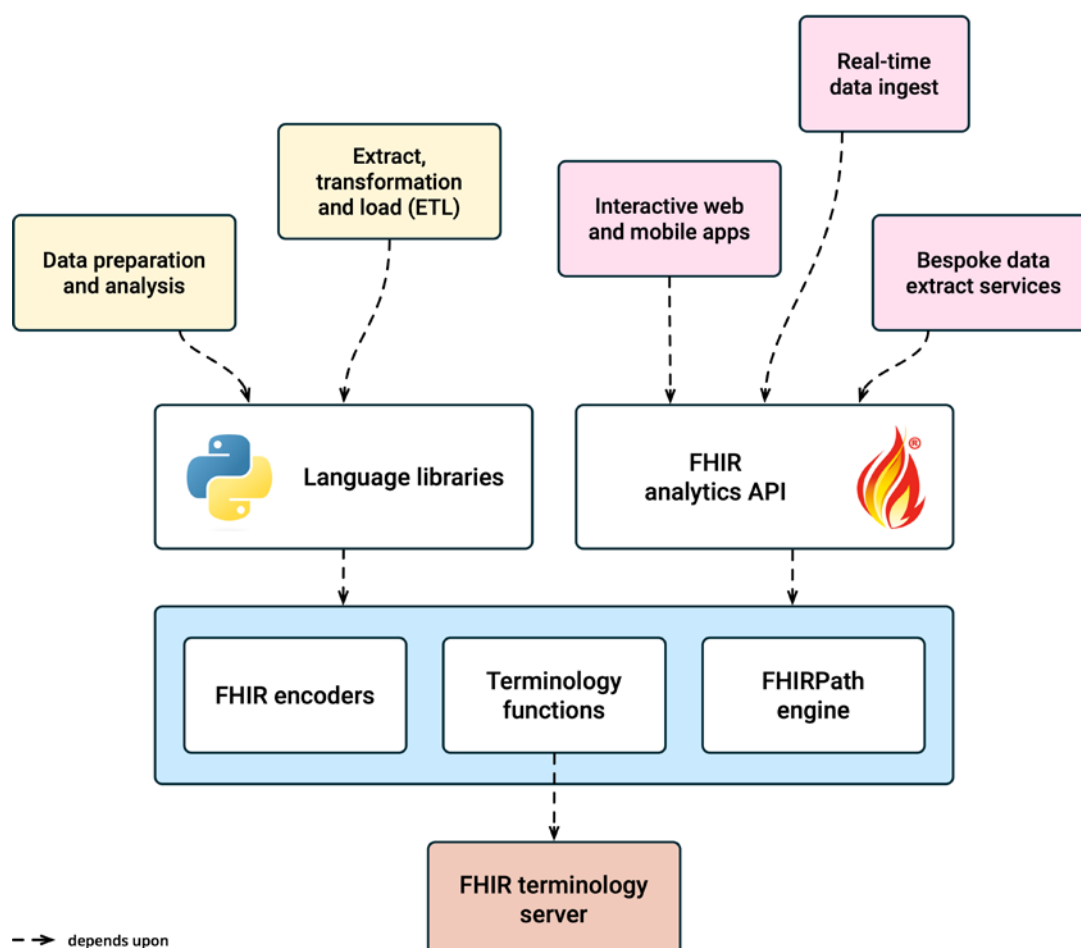 Real-time
data ingest
Extract,
transformation
and load (ETL)
Interactive web
and mobile apps
Data preparation
and analysis
Bespoke data
extract services
Language libraries
FHIR
analytics API
®
FHIR encoders
Terminology
functions
FHIRPath
engine
FHIR terminology
server
depends upon